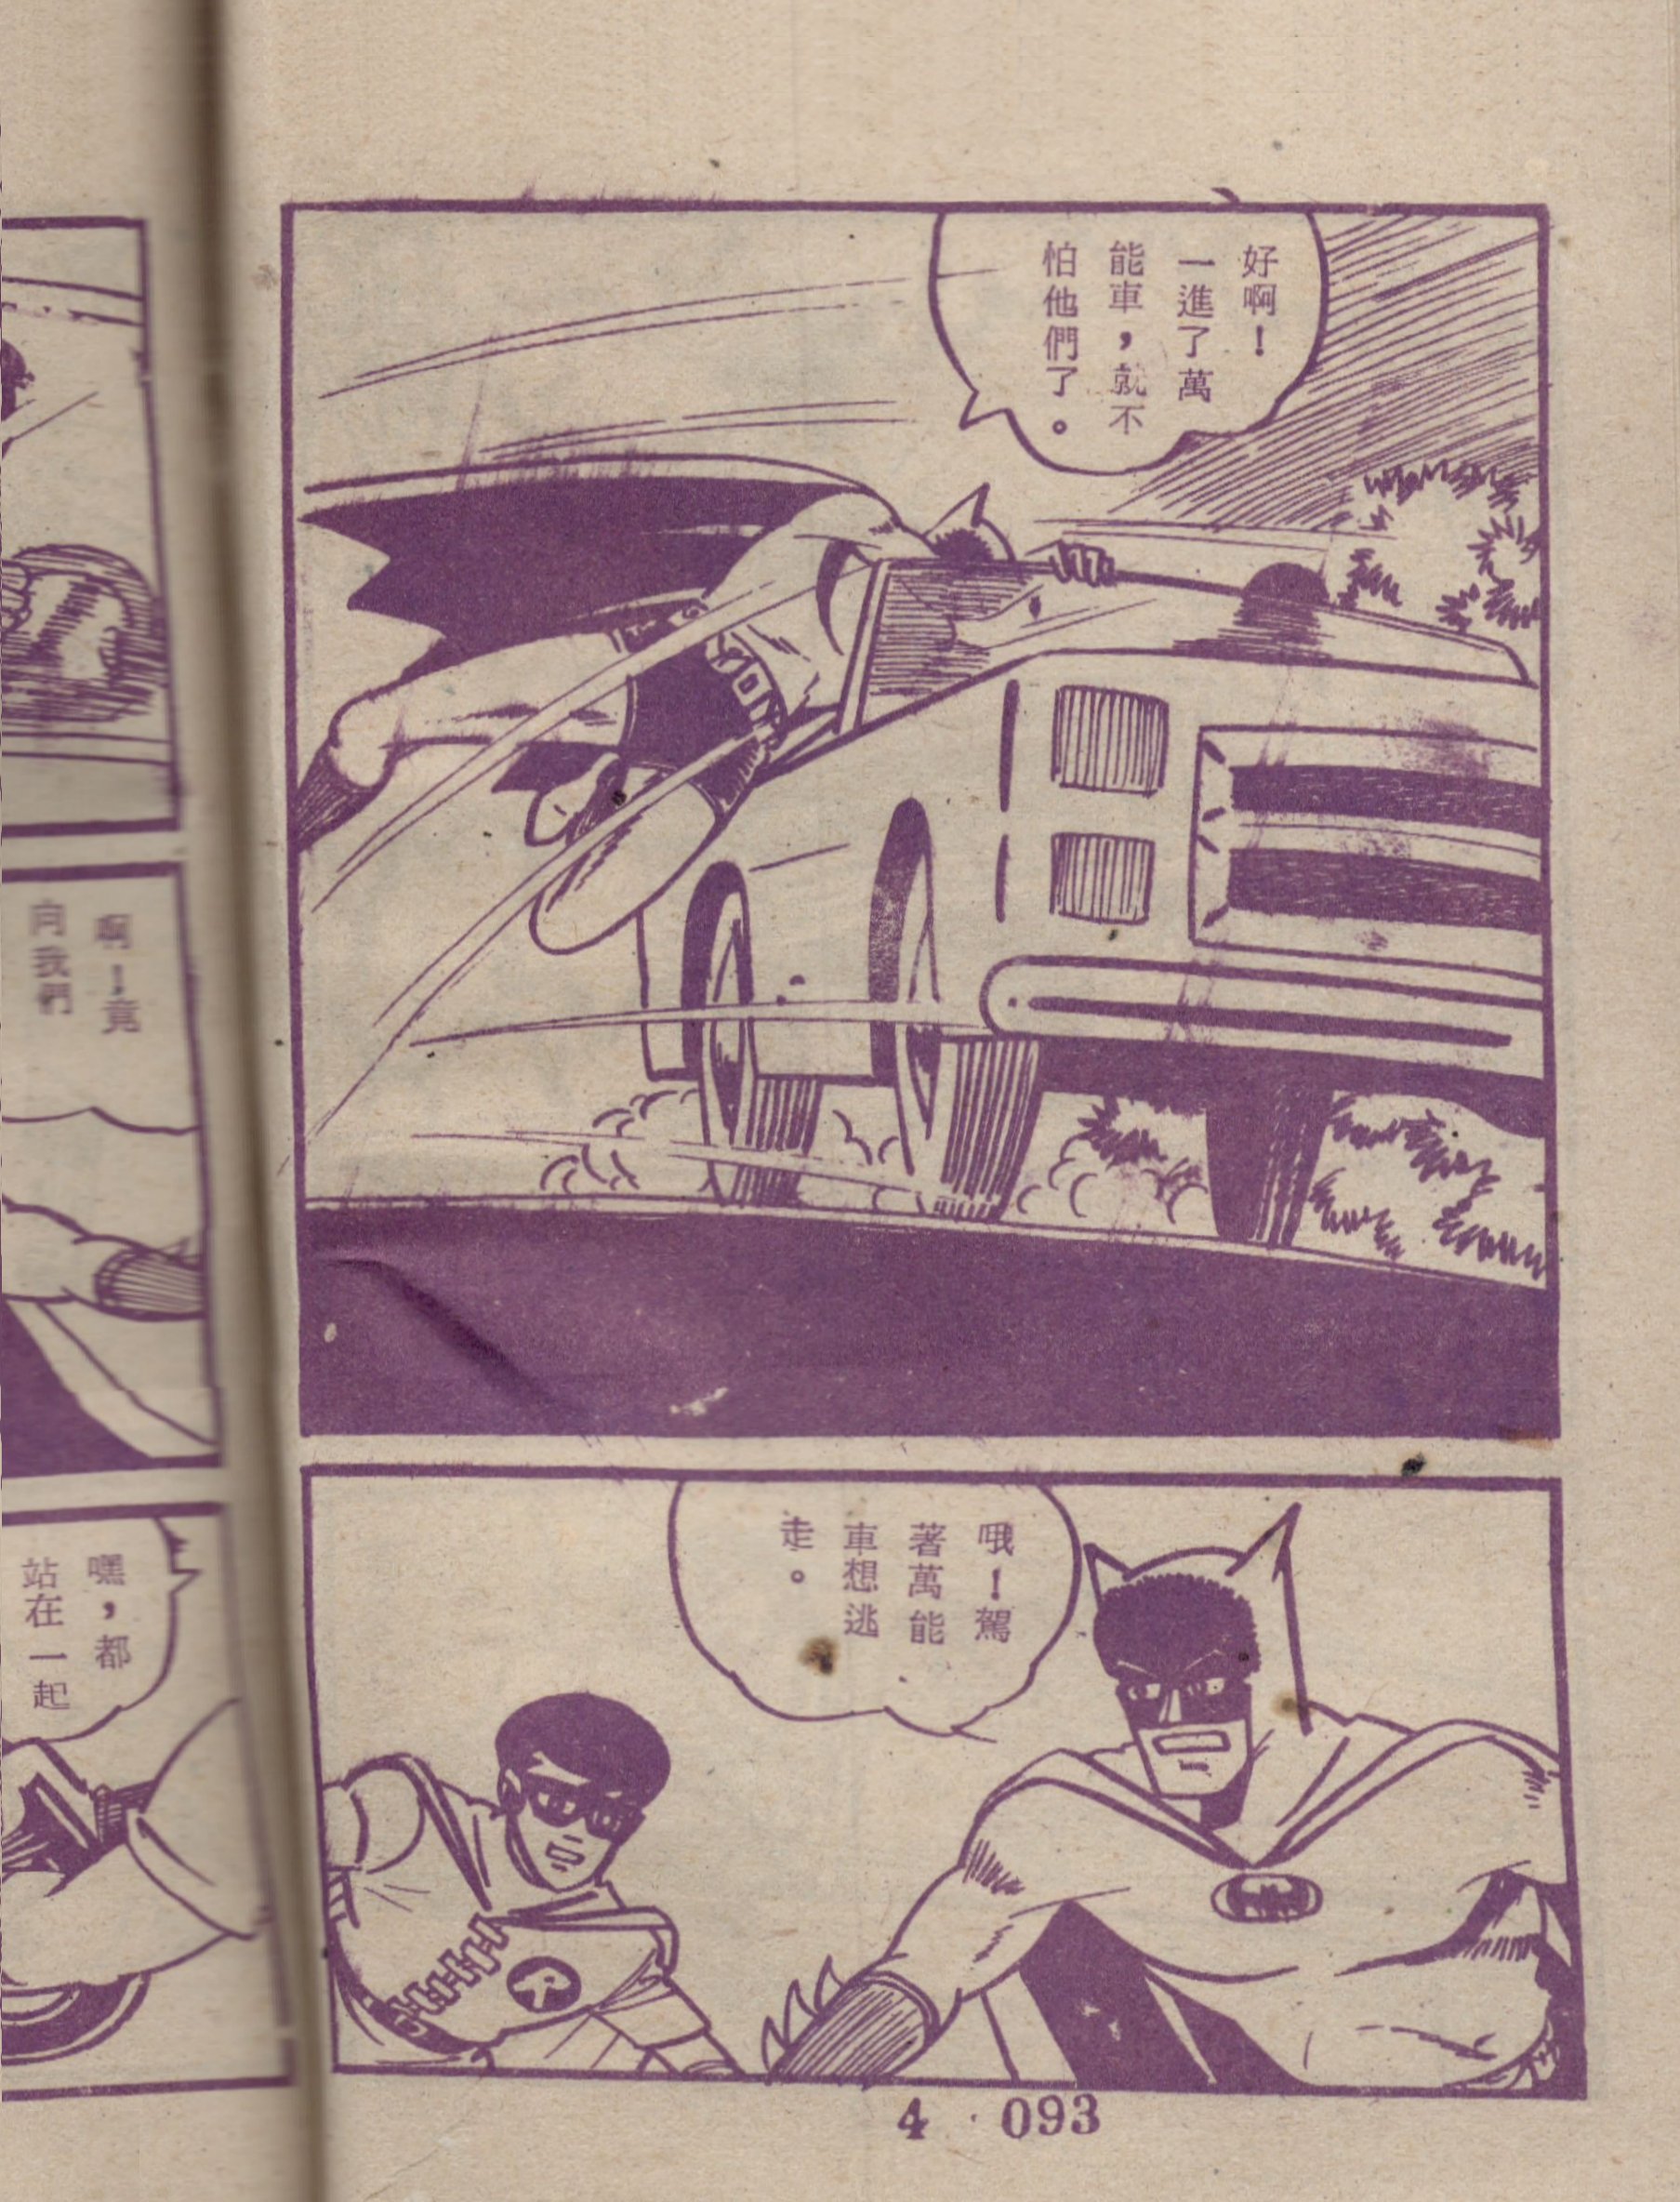 好啊！
一進了萬
能車，就不
怕他們了。
哦！駕
著萬能
車想逃
走。
R
4・093
啊！竟
向我們
嘿，都
站在一起